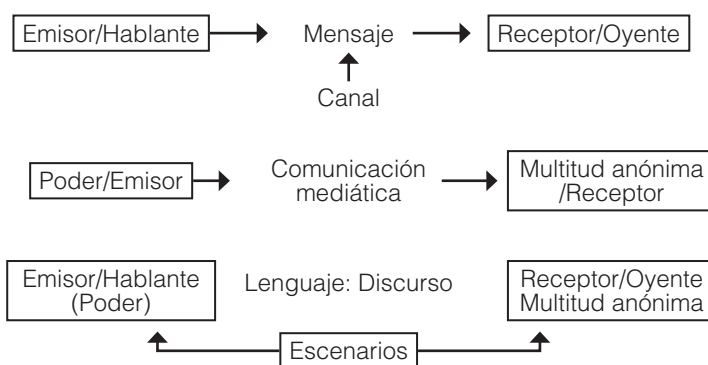 Emisor/Hablante
Mensaje
Receptor/Oyente
Canal
Poder/Emisor
Comunicación
mediática
Multitud anónima
/Receptor
Emisor/Hablante
(Poder)
Lenguaje: Discurso
Receptor/Oyente
Multitud anónima
Escenarios